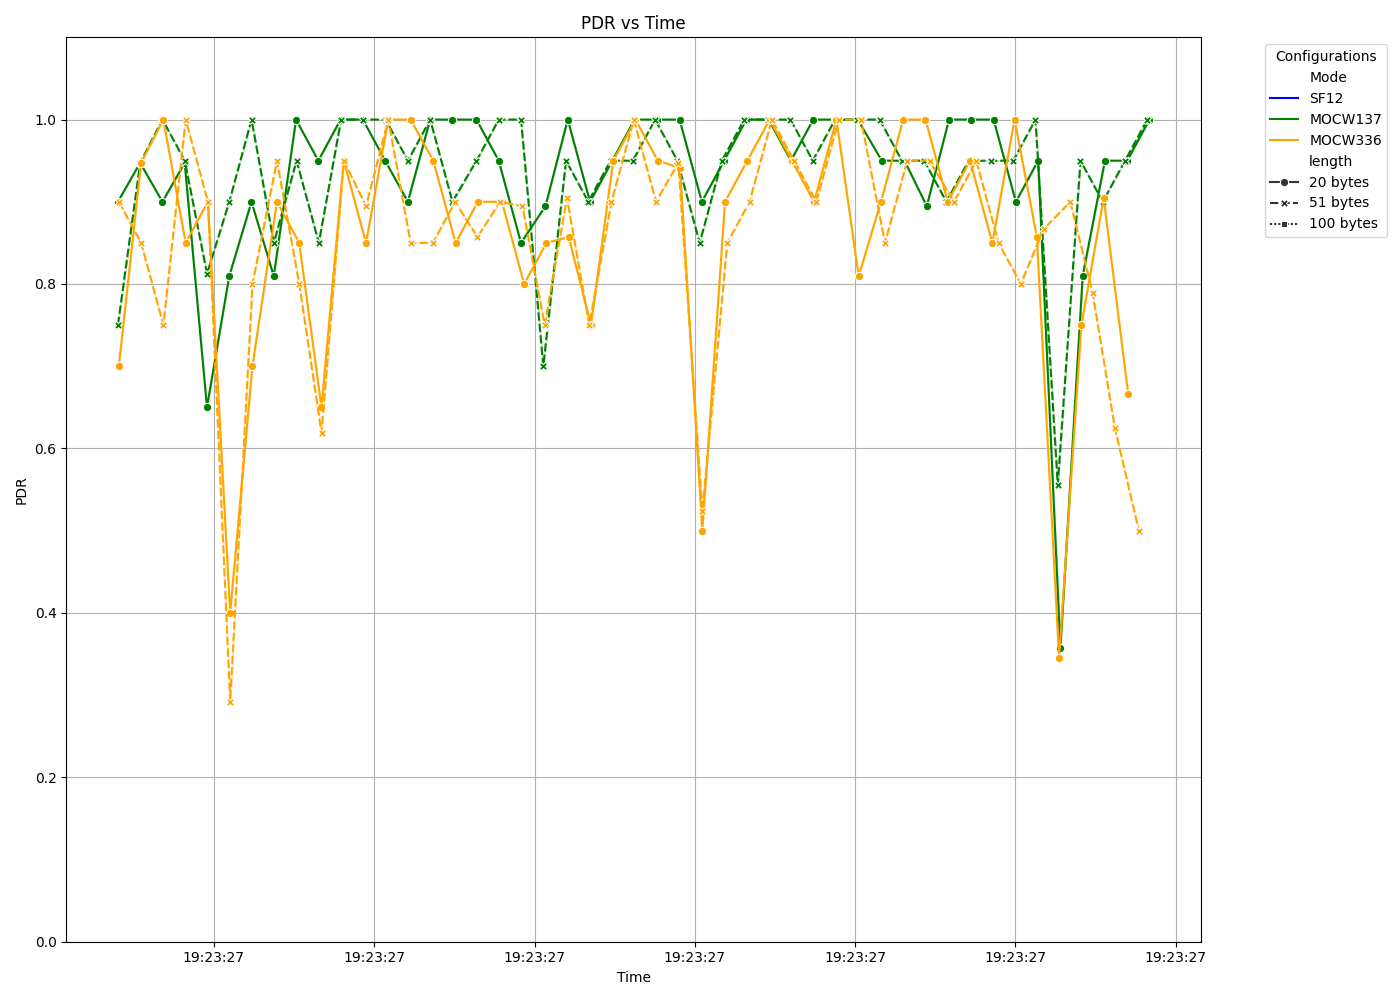 PDR vs Time
Configurations
Mode
SF12
MOCW137
MOCW336
length
20 bytes
51 bytes
100 bytes
1.0
0.8
0.6
0.4
0.2
0.0
PDR
19:23:27 19:23:27 19:23:27 19:23:27 19:23:27 19:23:27 19:23:27
Time